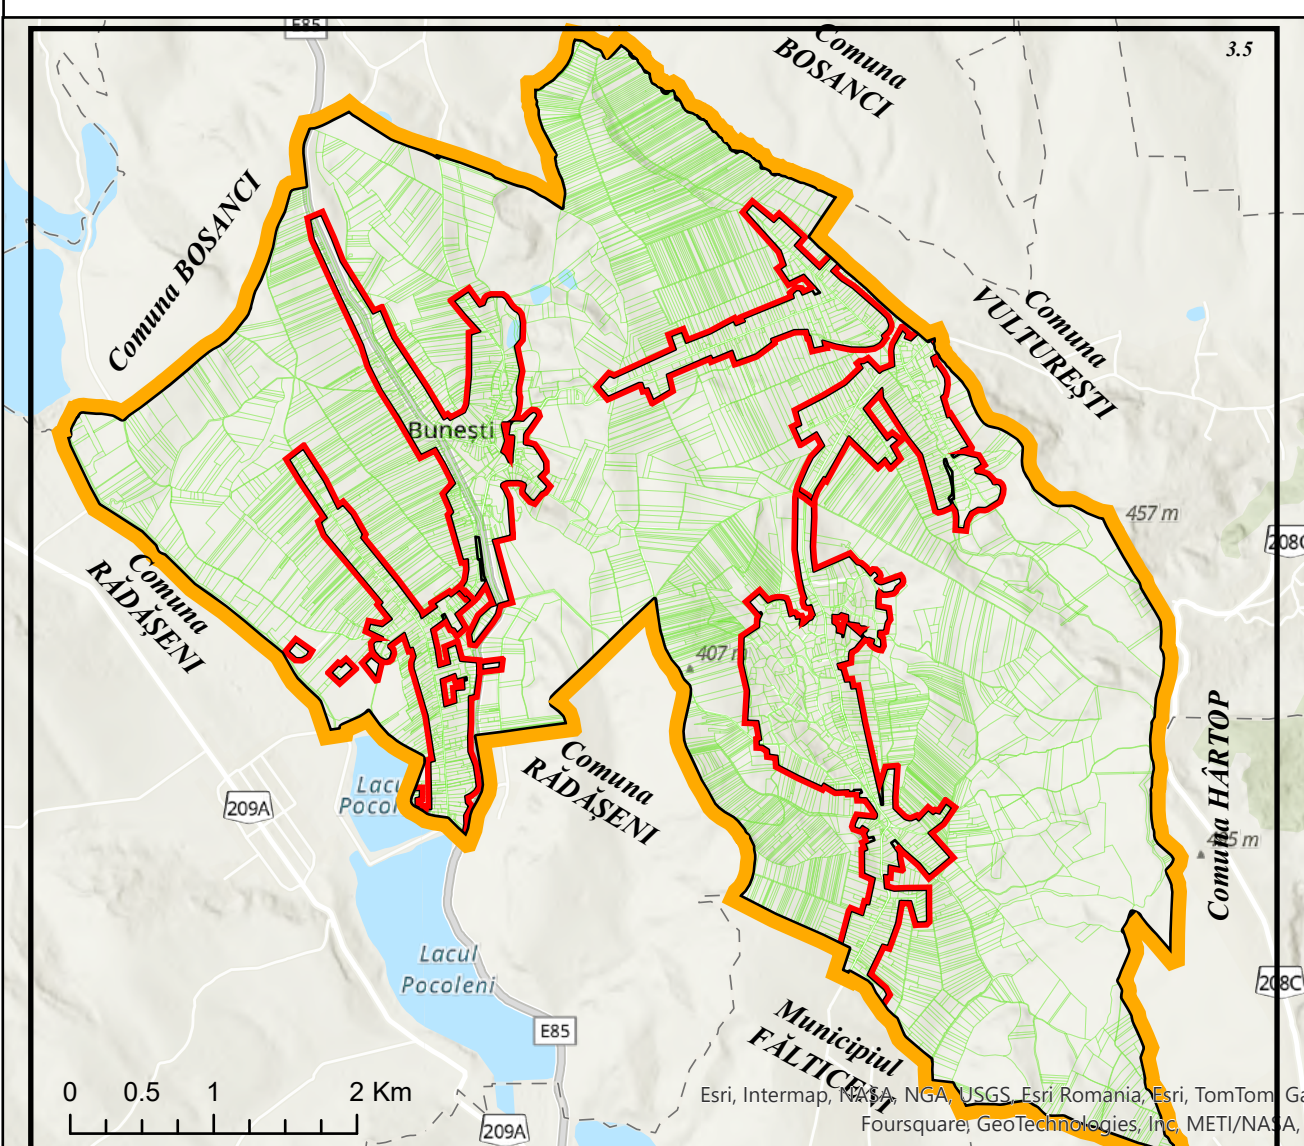 E85
Comuna
BOSANCI
3.5
Comuna BOSANCI
Comuna
VULTUREȘTI
Bunești
457 m
208C
Comuna
RĂDĂȘENI
407 m
Comuna HÂRTOP
Comuna
RĂDĂȘENI
209A
Lacu
Pocol
m
Lacul
Pocoleni
208C
E85
Municipiul
FĂLTICENI
0 0.5 1 2 Km
209A
Esri, Intermap, NASA, NGA, USGS, Esri Romania, Esri, TomTom, Ga
Foursquare, GeoTechnologies, Inc, METI/NASA,